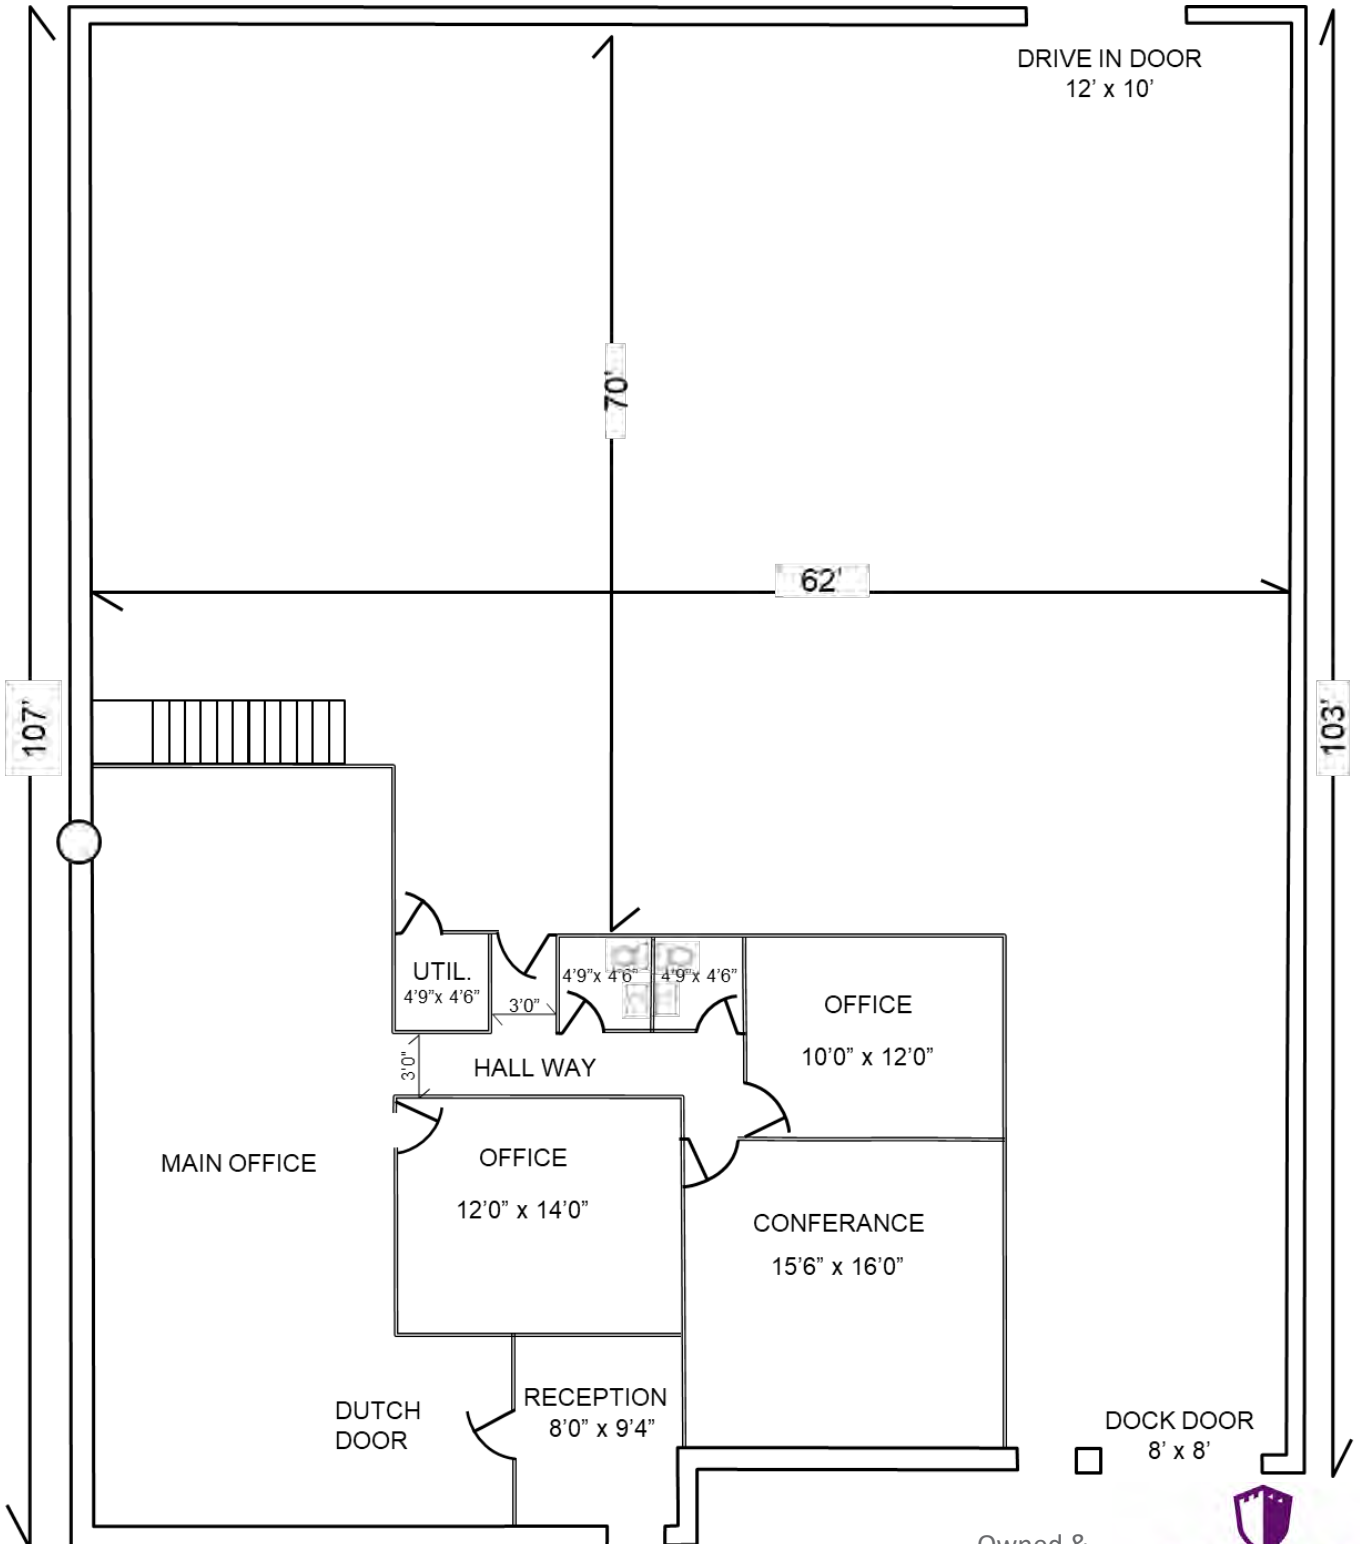 DRIVE IN DOOR
12’ x 10’
70’
62’
107’
103’
UTIL.
4’9”x 4’6”
3’0”
4’9”x 4’6”
4’9”x 4’6”
OFFICE
10’0” x 12’0”
3’0”
HALL WAY
MAIN OFFICE
OFFICE
12’0” x 14’0”
CONFERANCE
15’6” x 16’0”
DUTCH
DOOR
RECEPTION
8’0” x 9’4”
DOCK DOOR
8’ x 8’
Owned &